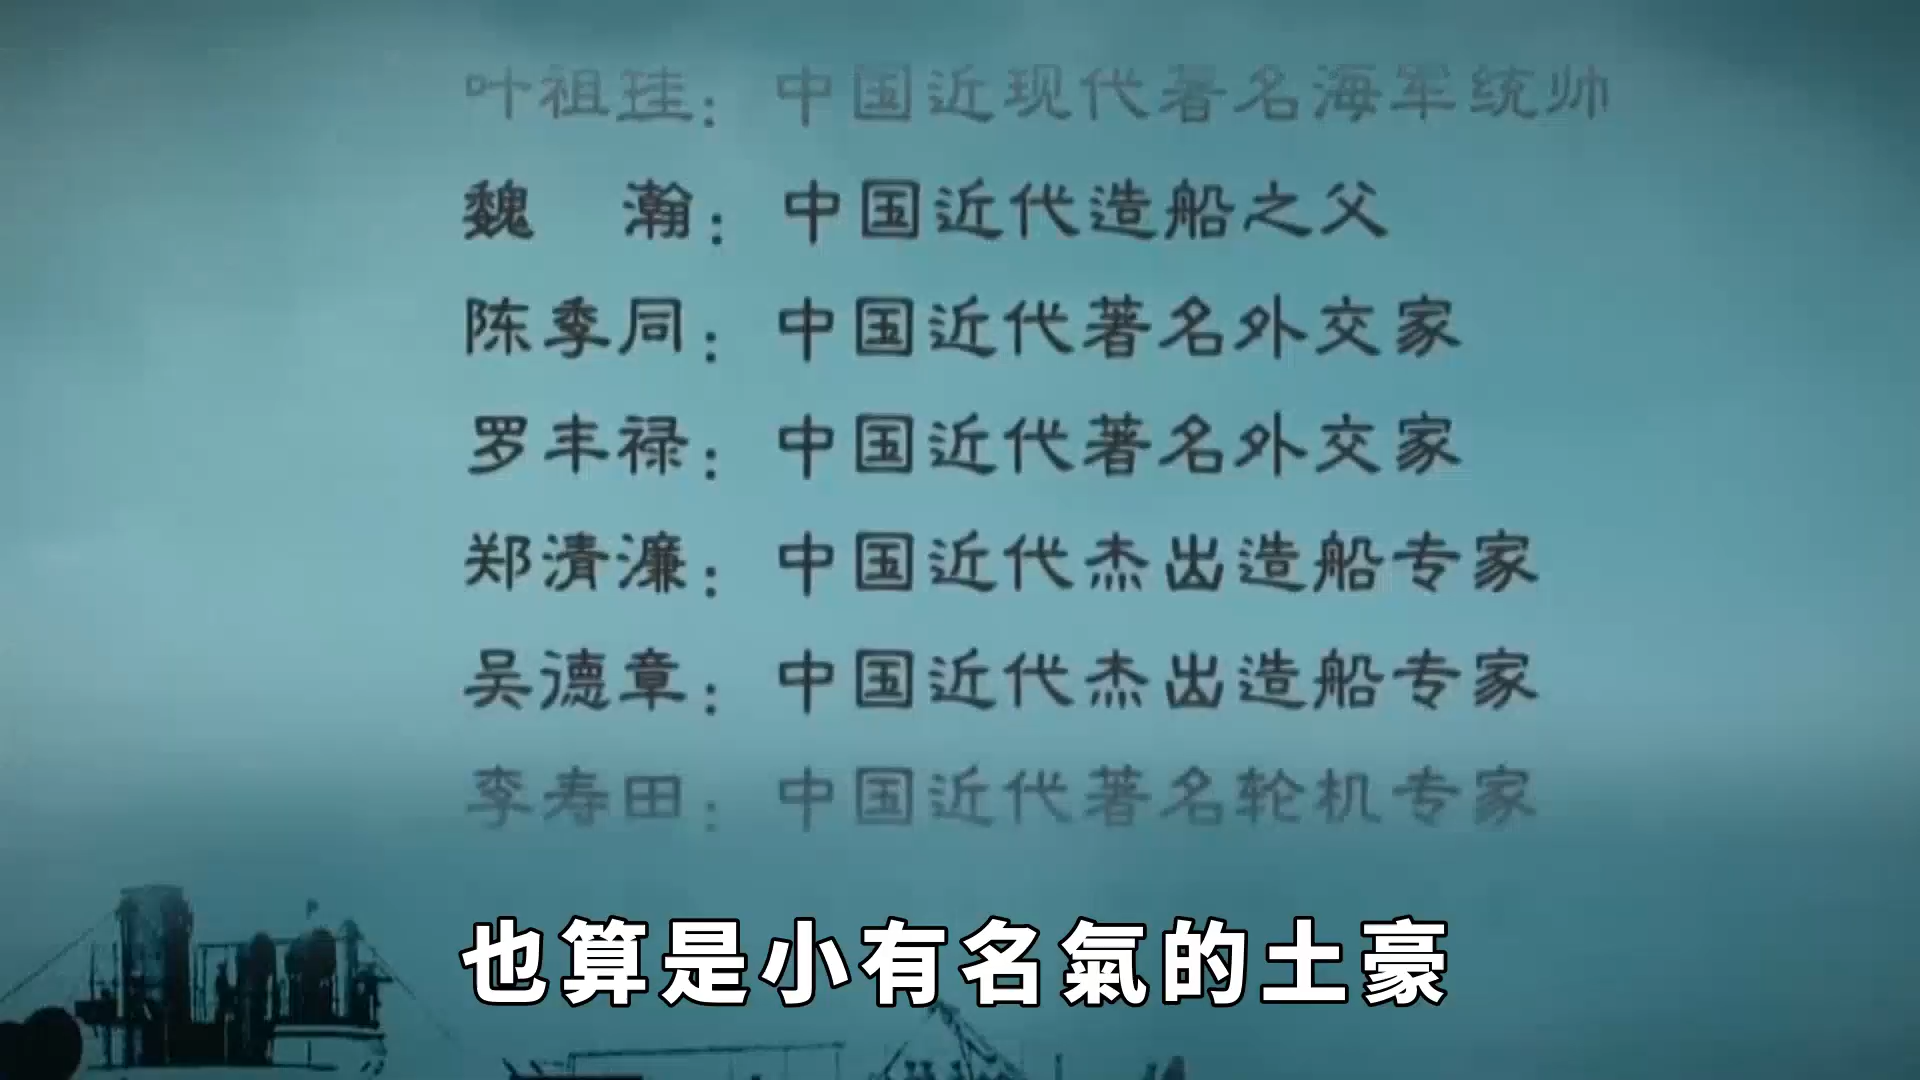 叶祖珪：中国近现代著名海军统帅
魏　瀚：中国近代造船之父
陈季同：中国近代著名外交家
罗丰禄：中国近代著名外交家
郑清濂：中国近代杰出造船专家
吴德章：中国近代杰出造船专家
李寿田：中国近代著名轮机专家
也算是小有名氣的土豪